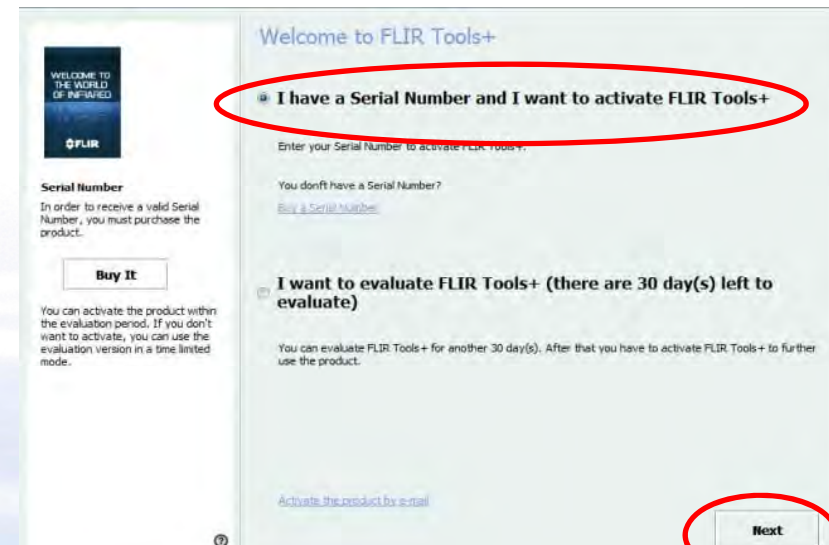 WELCOME TO
THE WORLD
OF INFRARED
FLIR
Serial Number
In order to receive a valid Serial
Number, you must purchase the
product.
Buy It
You can activate the product within
the evaluation period. If you don't
want to activate, you can use the
evaluation version in a time limited
mode.
Welcome to FLIR Tools+
I have a Serial Number and I want to activate FLIR Tools+
Enter your Serial Number to activate FLIR Tools+.
You donft have a Serial Number?
Buy a Serial Number
I want to evaluate FLIR Tools+ (there are 30 day(s) left to
evaluate)
You can evaluate FLIR Tools+ for another 30 day(s). After that you have to activate FLIR Tools+ to further
use the product.
Activate the product by e-mail
Next